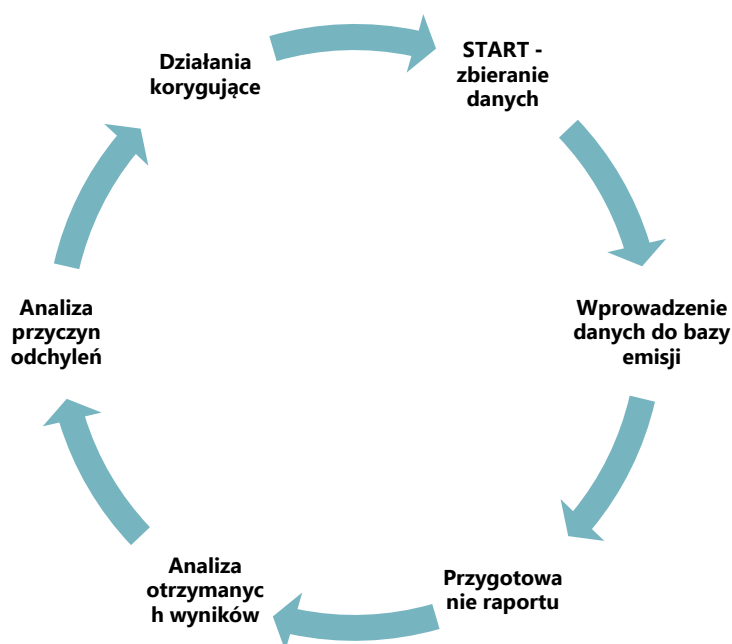 START -
zbieranie
danych
Wprowadzenie
danych do bazy
emisji
Przygotowa
nie raportu
Analiza
otrzymanyc
h wyników
Analiza
przyczyn
odchyleń
Działania
korygujące